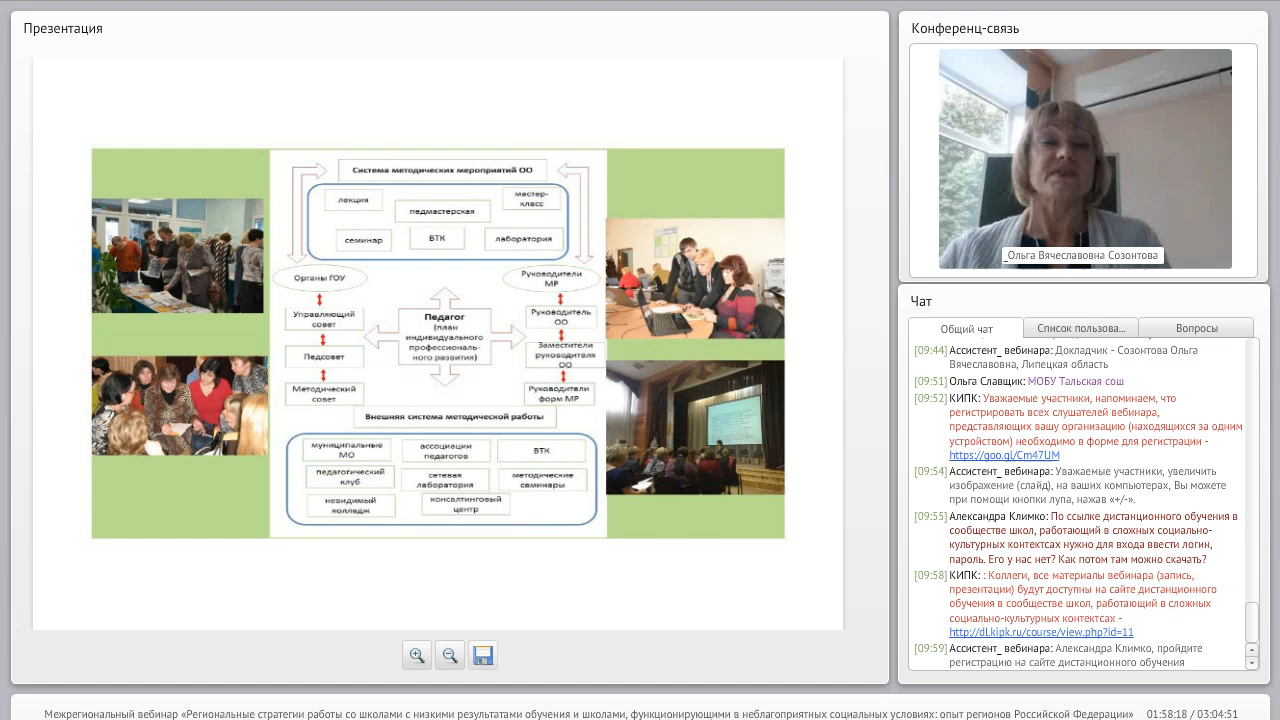 Презентация
Система методических мероприятий ОО
лекция
мастер-
класс
педмастерская
семинар
ВТК
лаборатория
Органы ГОУ
Руководители
МР
Управляющий
совет
Педагог
(план
индивидуального
профессиональ-
ного развития)
Руководитель
ОО
Педсовет
Заместители
руководителя
ОО
Методический
совет
Руководители
форм МР
Внешняя система методической работы
муниципальные
МО
ассоциации
педагогов
ВТК
педагогический
клуб
сетевая
лаборатория
методические
семинары
невидимый
колледж
консалтинговый
центр
Конференц-связь
_Ольга Вячеславовна Созонтова
Чат
Общий чат
Список пользова...
Вопросы
[09:44] Ассистент_ вебинара: Докладчик - Созонтова Ольга
Вячеславовна, Липецкая область
[09:51] Ольга Славщик: МОБУ Тальская сош
[09:52] КИПК: Уважаемые участники, напоминаем, что
регистрировать всех слушателей вебинара,
представляющих вашу организацию (находящихся за одним
устройством) необходимо в форме для регистрации -
https://goo.gl/Cm47UM
[09:54] Ассистент_ вебинара: Уважаемые участники, увеличить
изображение (слайд), на ваших компьютерах, Вы можете
при помощи кнопки лупа, нажав «+/-».
[09:55] Александра Климко: По ссылке дистанционного обучения в
сообществе школ, работающий в сложных социально-
культурных контектсах нужно для входа ввести логин,
пароль. Его у нас нет? Как потом там можно скачать?
[09:58] КИПК: : Коллеги, все материалы вебинара (запись,
презентации) будут доступны на сайте дистанционного
обучения в сообществе школ, работающий в сложных
социально-культурных контектсах -
http://dl.kipk.ru/course/view.php?id=11
[09:59] Ассистент_ вебинара: Александра Климко, пройдите
регистрацию на сайте дистанционного обучения
Межрегиональный вебинар «Региональные стратегии работы со школами с низкими результатами обучения и школами, функционирующими в неблагоприятных социальных условиях: опыт регионов Российской Федерации» 01:58:18 / 03:04:51